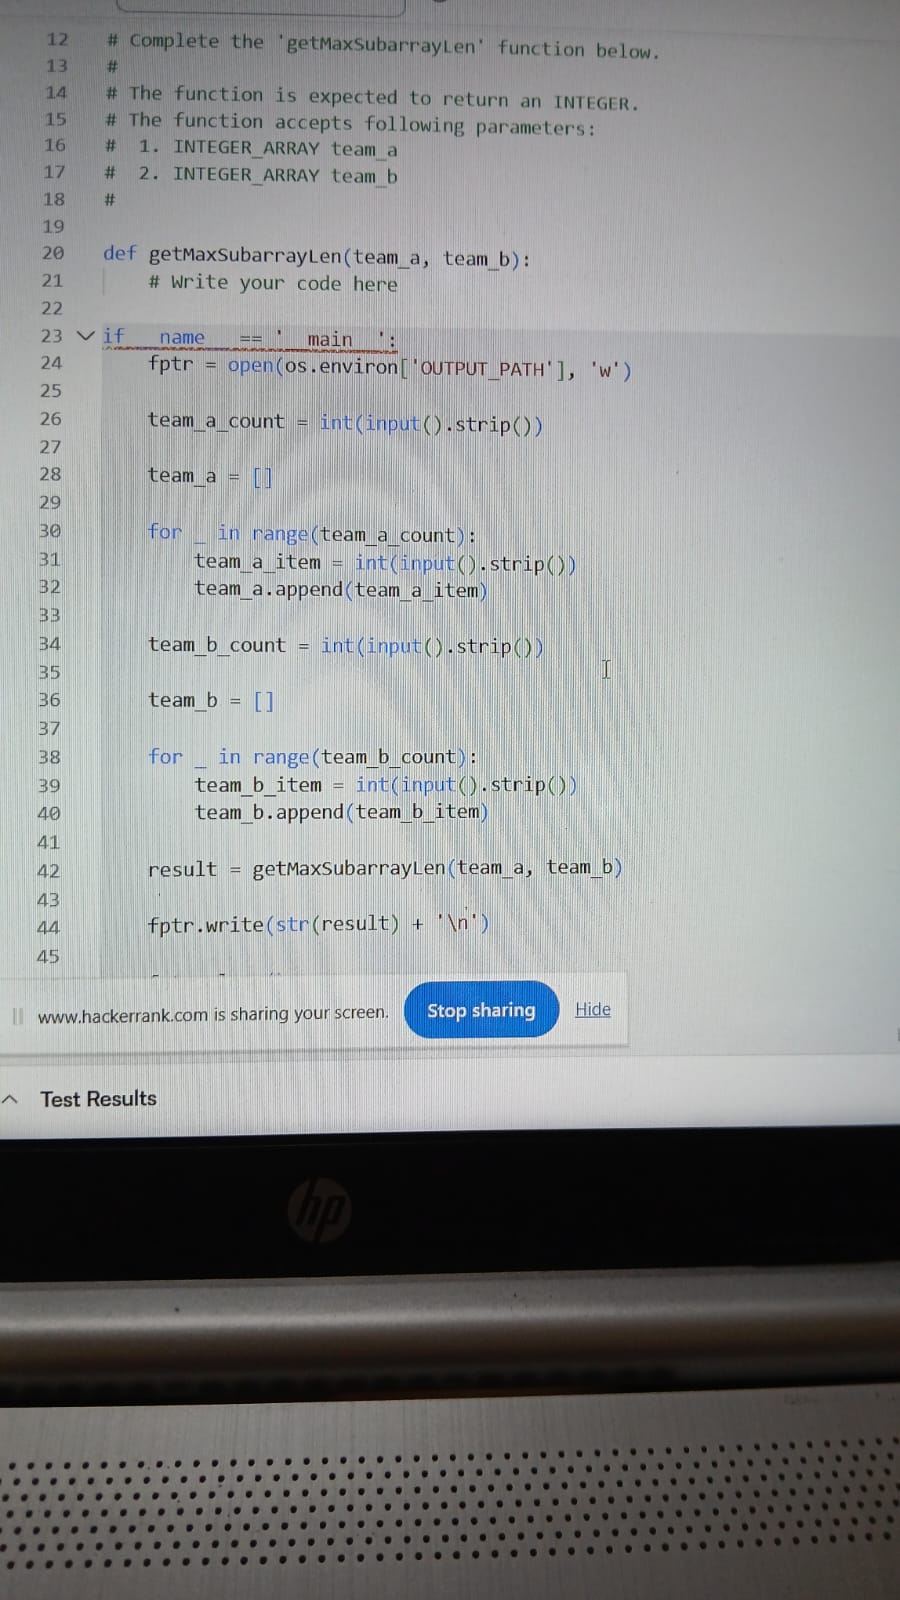 12 # Complete the 'getMaxSubarrayLen' function below.
13 #
14 # The function is expected to return an INTEGER.
15 # The function accepts following parameters:
16 #  1. INTEGER_ARRAY team_a
17 #  2. INTEGER_ARRAY team_b
18 #
19
20 def getMaxSubarrayLen(team_a, team_b):
21     # Write your code here
22
23 if __name__ == '__main__':
24     fptr = open(os.environ['OUTPUT_PATH'], 'w')
25
26     team_a_count = int(input().strip())
27
28     team_a = []
29
30     for _ in range(team_a_count):
31         team_a_item = int(input().strip())
32         team_a.append(team_a_item)
33
34     team_b_count = int(input().strip())
35
36     team_b = []
37
38     for _ in range(team_b_count):
39         team_b_item = int(input().strip())
40         team_b.append(team_b_item)
41
42     result = getMaxSubarrayLen(team_a, team_b)
43
44     fptr.write(str(result) + '\n')
45
www.hackerrank.com is sharing your screen. Stop sharing Hide
Test Results
hp